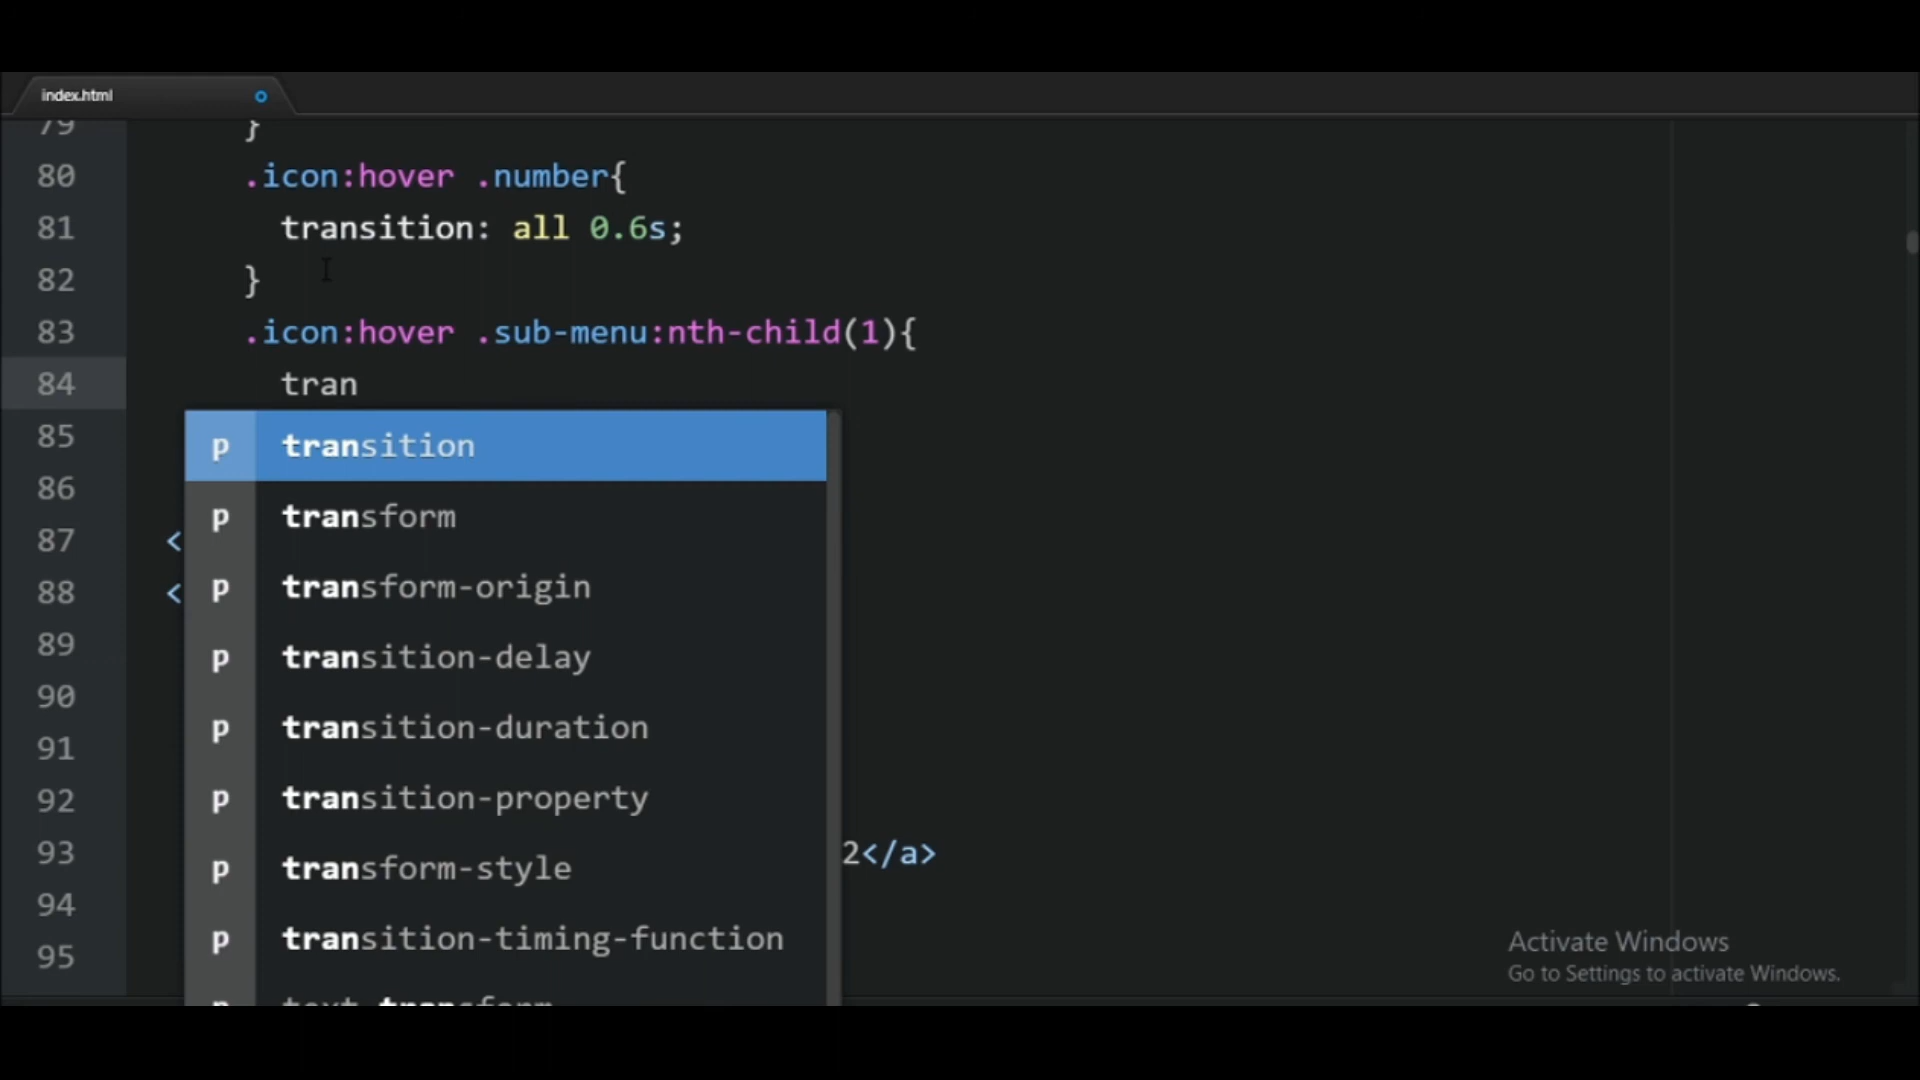 index.html
79 }
80 .icon:hover .number{
81 transition: all 0.6s;
82 }
83 .icon:hover .sub-menu:nth-child(1){
84 tran
85 p transition
86 p transform
87 < p transform-origin
88 <
89 p transition-delay
90 p transition-duration
91
92 p transition-property
93 p transform-style 2</a>
94
95 p transition-timing-function
text-transform
Activate Windows
Go to Settings to activate Windows.